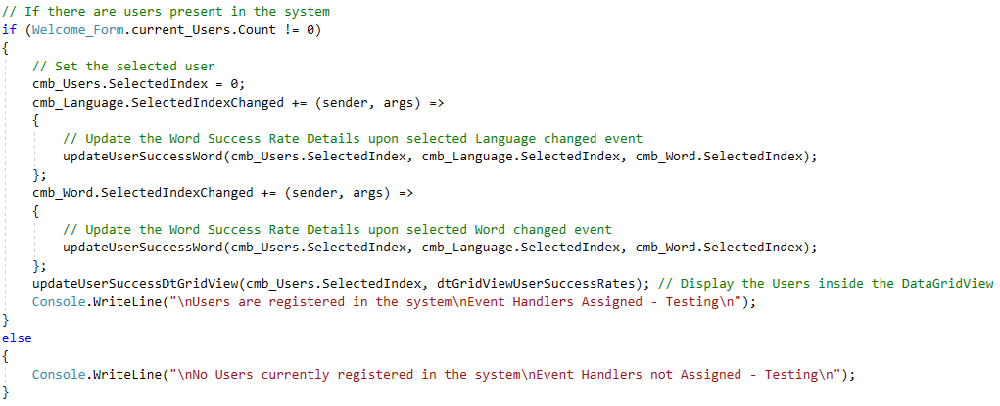 // If there are users present in the system
if (Welcome_Form.current_Users.Count != 0)
{
    // Set the selected user
    cmb_Users.SelectedIndex = 0;
    cmb_Language.SelectedIndexChanged += (sender, args) =>
    {
        // Update the Word Success Rate Details upon selected Language changed event
        updateUserSuccessWord(cmb_Users.SelectedIndex, cmb_Language.SelectedIndex, cmb_Word.SelectedIndex);
    };
    cmb_Word.SelectedIndexChanged += (sender, args) =>
    {
        // Update the Word Success Rate Details upon selected Word changed event
        updateUserSuccessWord(cmb_Users.SelectedIndex, cmb_Language.SelectedIndex, cmb_Word.SelectedIndex);
    };
    updateUserSuccessDtGridView(cmb_Users.SelectedIndex, dtGridViewUserSuccessRates); // Display the Users inside the DataGridView
    Console.WriteLine("\nUsers are registered in the system\nEvent Handlers Assigned - Testing\n");
}
else
{
    Console.WriteLine("\nNo Users currently registered in the system\nEvent Handlers not Assigned - Testing\n");
}